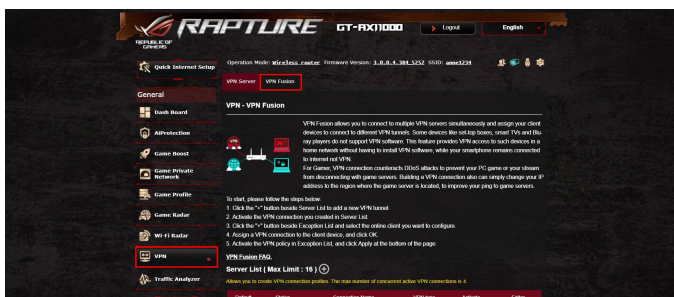 RAPTURE GT-AX11000 Logout English
REPUBLIC OF
GAMERS
Quick Internet Setup
Operation Mode: Wireless router Firmware Version: 3.0.0.4.384_5252 SSID: anne1234
VPN Server VPN Fusion
General
Dash Board
AiProtection
Game Boost
Game Private
Network
Game Profile
Game Radar
Wi-Fi Radar
VPN
Traffic Analyzer
VPN - VPN Fusion
VPN
VPN Fusion allows you to connect to multiple VPN servers simultaneously and assign your client
devices to connect to different VPN tunnels. Some devices like set-top boxes, smart TVs and Blu-
ray players do not support VPN software. This feature provides VPN access to such devices in a
home network without having to install VPN software, while your smartphone remains connected
to Internet not VPN.
For Gamer, VPN connection counteracts DDoS attacks to prevent your PC game or your stream
from disconnecting with game servers. Building a VPN connection also can simply change your IP
address to the region where the game server is located, to improve your ping to game servers.
To start, please follow the steps below:
1. Click the "+" button beside Server List to add a new VPN tunnel.
2. Activate the VPN connection you created in Server List.
3. Click the "+" button beside Exception List and select the online client you want to configure.
4. Assign a VPN connection to the client device, and click OK.
5. Activate the VPN policy in Exception List, and click Apply at the bottom of the page.
VPN Fusion FAQ.
Server List ( Max Limit : 16 )
Allows you to create VPN connection profiles. The max number of concurrent active VPN connections is 4.
Default Status Connection Name VPN type Activate Editor